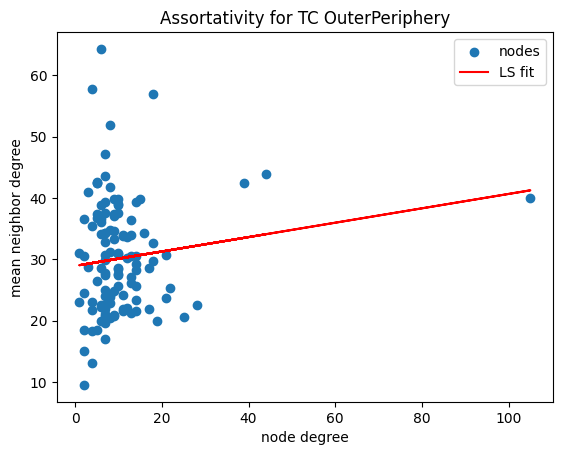 Assortativity for TC OuterPeriphery
nodes
LS fit
mean neighbor degree
60
50
40
30
20
10
0
20
40
60
80
100
node degree